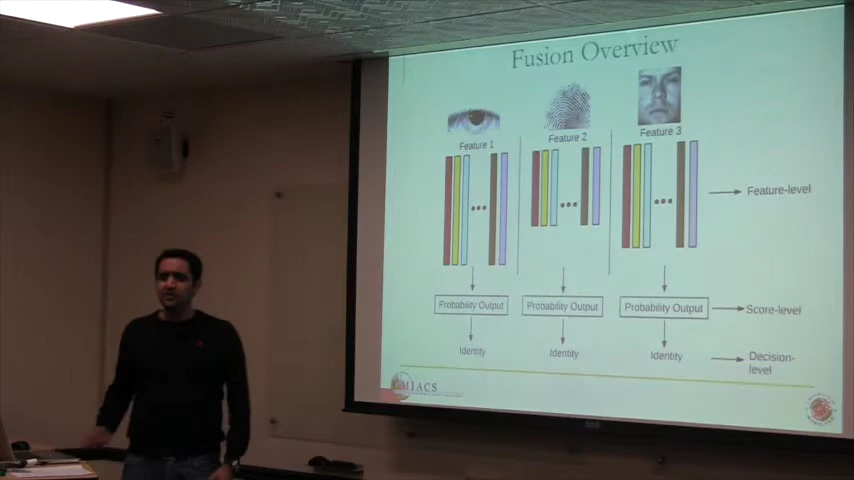 Fusion Overview
Feature 1
Feature 2
Feature 3
Feature-level
Probability Output
Probability Output
Probability Output
Score-level
Identity
Identity
Identity
Decision-
level
UMIACS